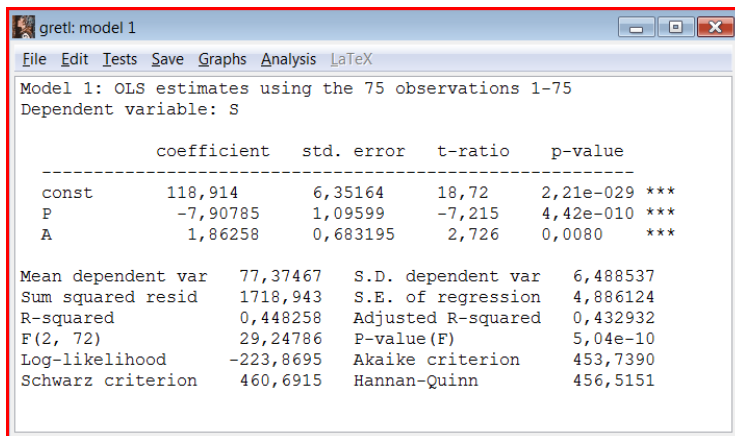 gretl: model 1
File Edit Tests Save Graphs Analysis LaTeX
Model 1: OLS estimates using the 75 observations 1-75
Dependent variable: S
coefficient std. error t-ratio p-value
------------------------------------------------------------
const 118,914 6,35164 18,72 2,21e-029 ***
P -7,90785 1,09599 -7,215 4,42e-010 ***
A 1,86258 0,683195 2,726 0,0080 ***
Mean dependent var 77,37467 S.D. dependent var 6,488537
Sum squared resid 1718,943 S.E. of regression 4,886124
R-squared 0,448258 Adjusted R-squared 0,432932
F(2, 72) 29,24786 P-value(F) 5,04e-10
Log-likelihood -223,8695 Akaike criterion 453,7390
Schwarz criterion 460,6915 Hannan-Quinn 456,5151